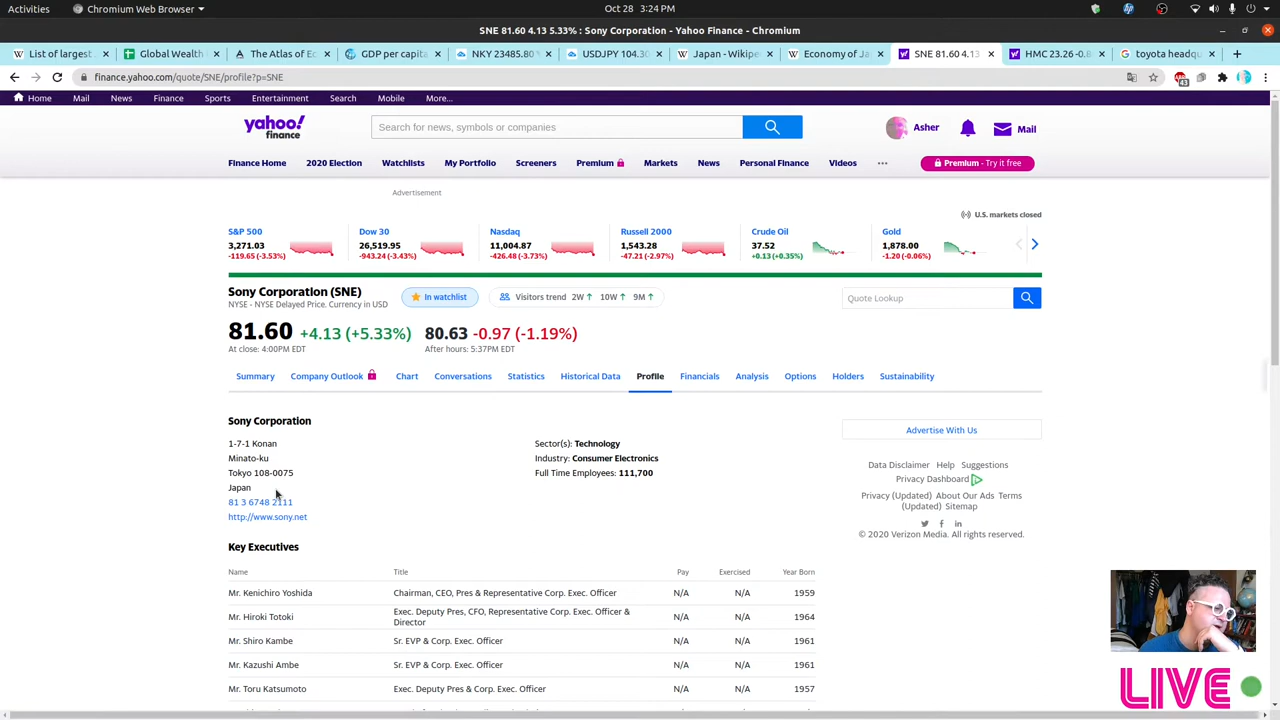 Activities
Chromium Web Browser
Oct 28 3:24 PM
SNE 81.60 4.13 5.33% : Sony Corporation - Yahoo Finance - Chromium
List of largest
Global Wealth
The Atlas of Ec
GDP per capita
NKY 23485.80
USDJPY 104.30
Japan - Wikipe
Economy of Ja
SNE 81.60 4.13
HMC 23.26 -0.8
toyota headqu
finance.yahoo.com/quote/SNE/profile?p=SNE
43
Home Mail News Finance Sports Entertainment Search Mobile More...
yahoo!
finance
Search for news, symbols or companies
Asher
Mail
Finance Home 2020 Election Watchlists My Portfolio Screeners Premium Markets News Personal Finance Videos
Premium - Try it free
Advertisement
U.S. markets closed
S&P 500 Dow 30 Nasdaq Russell 2000 Crude Oil Gold
3,271.03 26,519.95 11,004.87 1,543.28 37.52 1,878.00
-119.65 (-3.53%) -943.24 (-3.43%) -426.48 (-3.73%) -47.21 (-2.97%) +0.13 (+0.35%) -1.20 (-0.06%)
Sony Corporation (SNE)
NYSE - NYSE Delayed Price. Currency in USD
In watchlist
Visitors trend 2W↑ 10W↑ 9M↑
Quote Lookup
81.60 +4.13 (+5.33%) 80.63 -0.97 (-1.19%)
At close: 4:00PM EDT After hours: 5:37PM EDT
Summary Company Outlook Chart Conversations Statistics Historical Data Profile Financials Analysis Options Holders Sustainability
Sony Corporation
1-7-1 Konan
Minato-ku
Tokyo 108-0075
Japan
81 3 6748 2111
http://www.sony.net
Sector(s): Technology
Industry: Consumer Electronics
Full Time Employees: 111,700
Advertise With Us
Data Disclaimer Help Suggestions
Privacy Dashboard
Privacy (Updated) About Our Ads Terms
(Updated) Sitemap
© 2020 Verizon Media. All rights reserved.
Key Executives
Name Title Pay Exercised Year Born
Mr. Kenichiro Yoshida Chairman, CEO, Pres & Representative Corp. Exec. Officer N/A N/A 1959
Mr. Hiroki Totoki Exec. Deputy Pres, CFO, Representative Corp. Exec. Officer & Director N/A N/A 1964
Mr. Shiro Kambe Sr. EVP & Corp. Exec. Officer N/A N/A 1961
Mr. Kazushi Ambe Sr. EVP & Corp. Exec. Officer N/A N/A 1961
Mr. Toru Katsumoto Exec. Deputy Pres & Corp. Exec. Officer N/A N/A 1957
LIVE